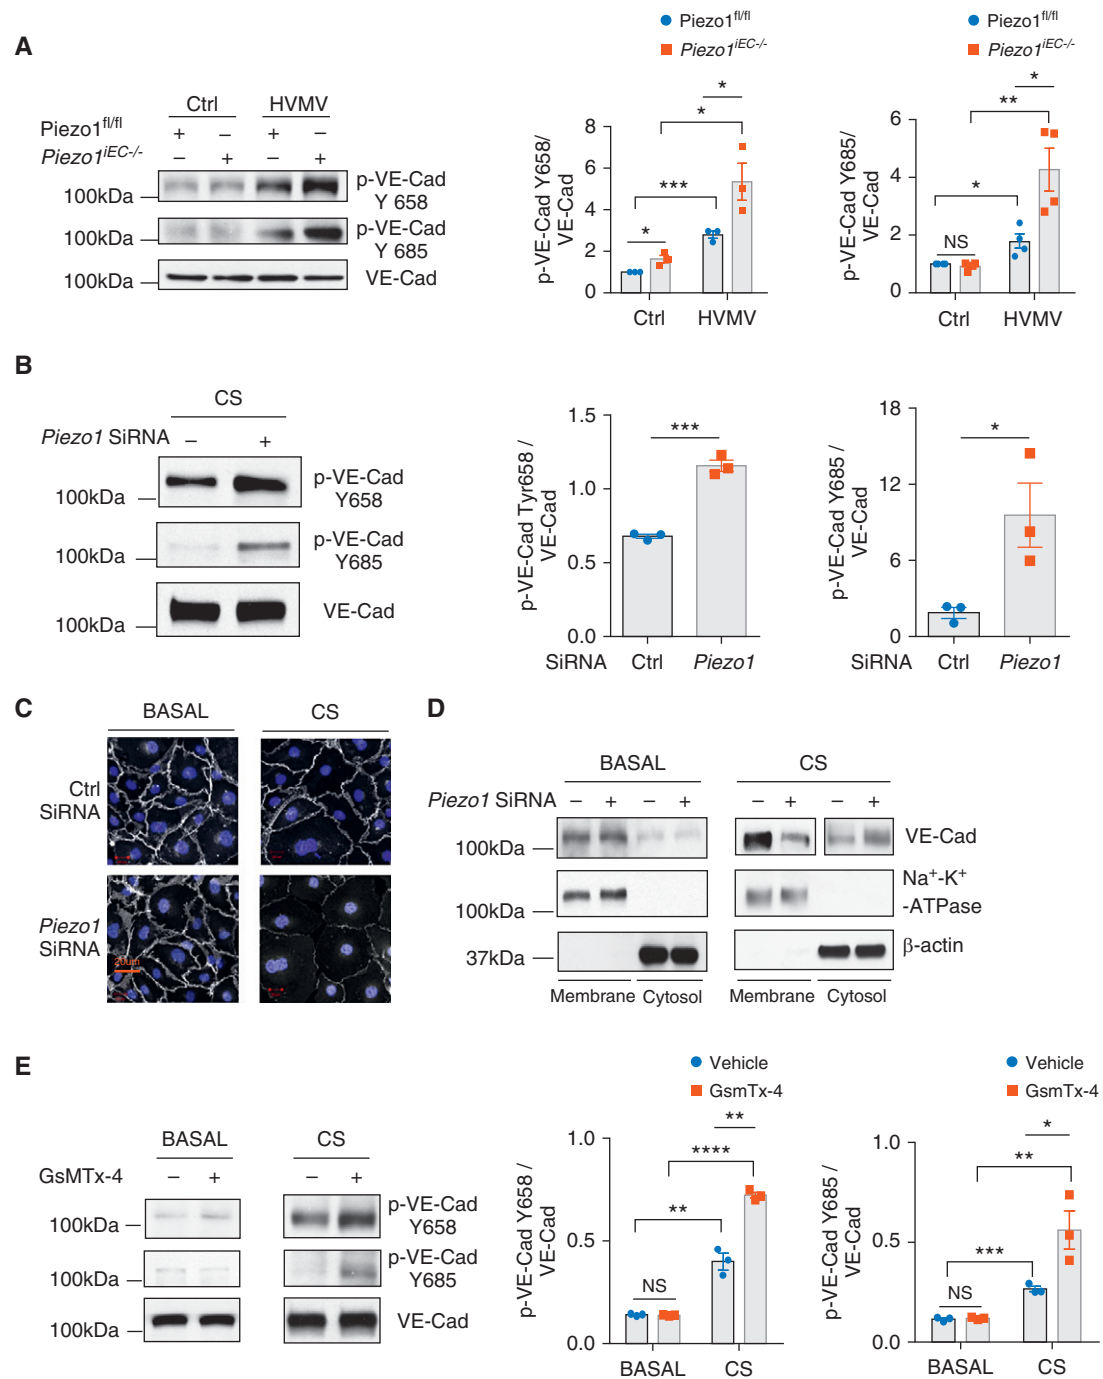 A
Ctrl HVMV
Piezo1fl/fl + – + –
Piezo1iEC-/- – + – +
100kDa p-VE-Cad Y 658
100kDa p-VE-Cad Y 685
100kDa VE-Cad
Piezo1fl/fl
Piezo1iEC-/-
p-VE-Cad Y658/
VE-Cad
8
6
4
2
0
*
***
*
*
Ctrl HVMV
Piezo1fl/fl
Piezo1iEC-/-
p-VE-Cad Y685/
VE-Cad
6
4
2
0
NS
*
**
*
Ctrl HVMV
B
CS
Piezo1 SiRNA – +
100kDa p-VE-Cad Y658
100kDa p-VE-Cad Y685
100kDa VE-Cad
p-VE-Cad Tyr658 /
VE-Cad
1.5
1.0
0.5
0.0
***
SiRNA Ctrl Piezo1
p-VE-Cad Y685 /
VE-Cad
18
12
6
0
*
SiRNA Ctrl Piezo1
C
BASAL CS
Ctrl
SiRNA
Piezo1
SiRNA
20um
D
BASAL CS
Piezo1 SiRNA – + – + – + – +
100kDa VE-Cad
100kDa Na+-K+
-ATPase
37kDa β-actin
Membrane Cytosol Membrane Cytosol
E
BASAL CS
GsMTx-4 – + – +
100kDa p-VE-Cad Y658
100kDa p-VE-Cad Y685
100kDa VE-Cad
Vehicle
GsmTx-4
p-VE-Cad Y658 /
VE-Cad
1.0
0.5
0.0
NS
**
****
**
BASAL CS
Vehicle
GsmTx-4
p-VE-Cad Y685 /
VE-Cad
1.0
0.5
0.0
NS
***
**
*
BASAL CS